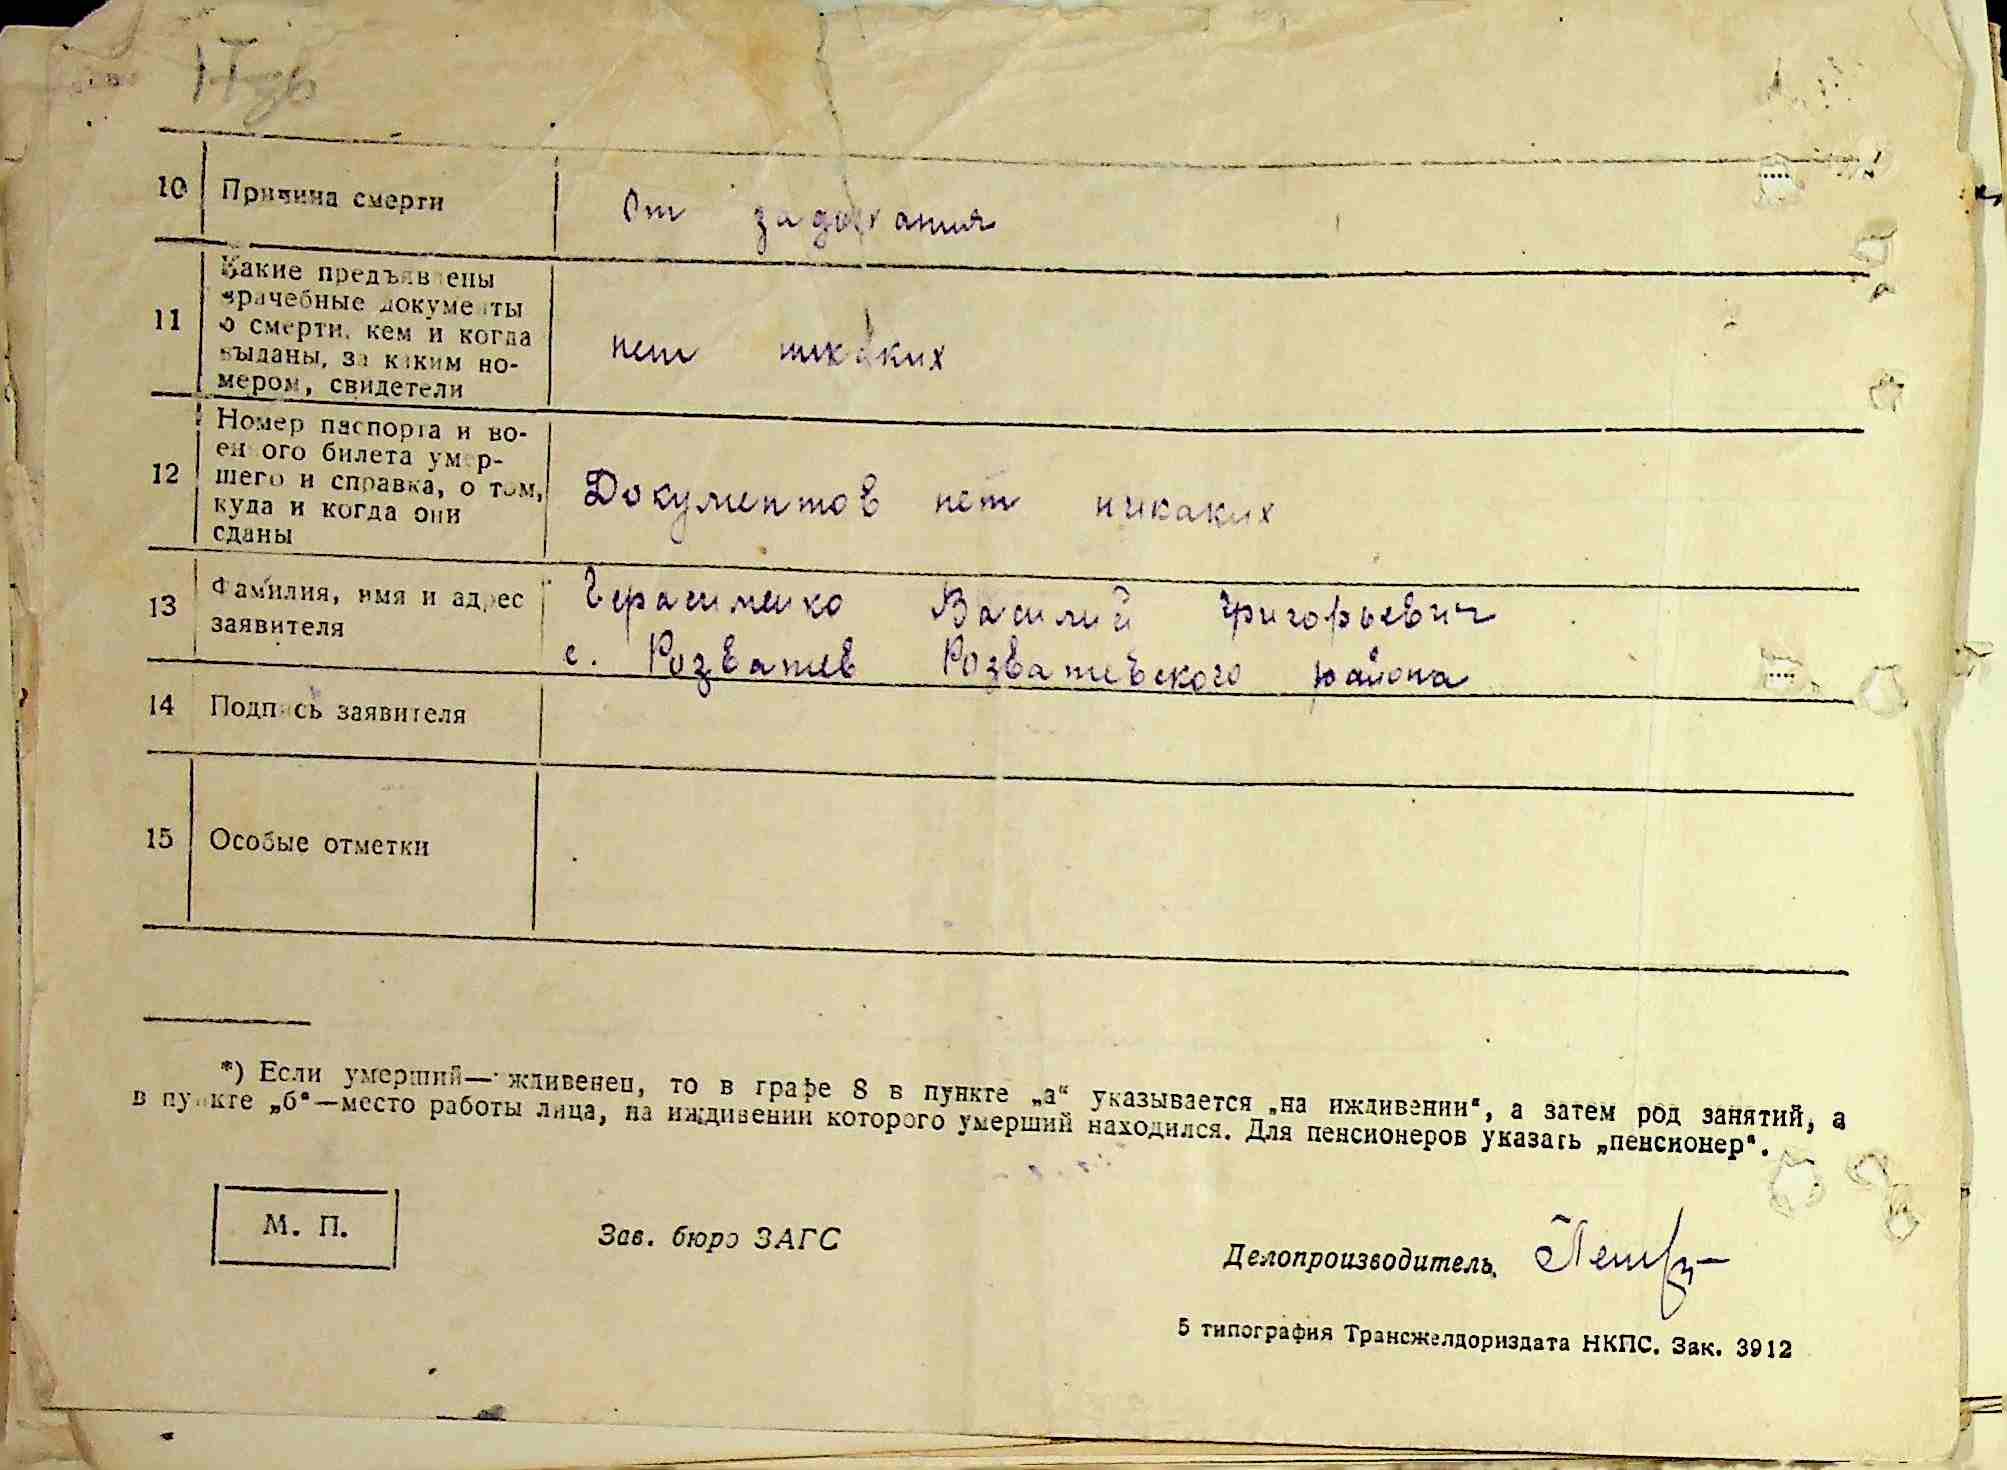 10 Причина смерти От задыхания
11 Какие предъявлены
врачебные документы
о смерти, кем и когда
выданы, за каким но-
мером, свидетели
нет никаких
12 Номер паспорта и во-
енного билета умер-
шего и справка, о том,
куда и когда они
сданы
Документов нет никаких
13 Фамилия, имя и адрес
заявителя
Герасименко Василий Григорьевич
с. Розважев Розважевского района
14 Подпись заявителя
15 Особые отметки
*) Если умерший—иждивенец, то в графе 8 в пункте „а“ указывается „на иждивении“, а затем род занятий, а
в пункте „б“—место работы лица, на иждивении которого умерший находился. Для пенсионеров указать „пенсионер“.
М. П.
Зав. бюро ЗАГС
Делопроизводитель
5 типография Трансжелдориздата НКПС. Зак. 3912